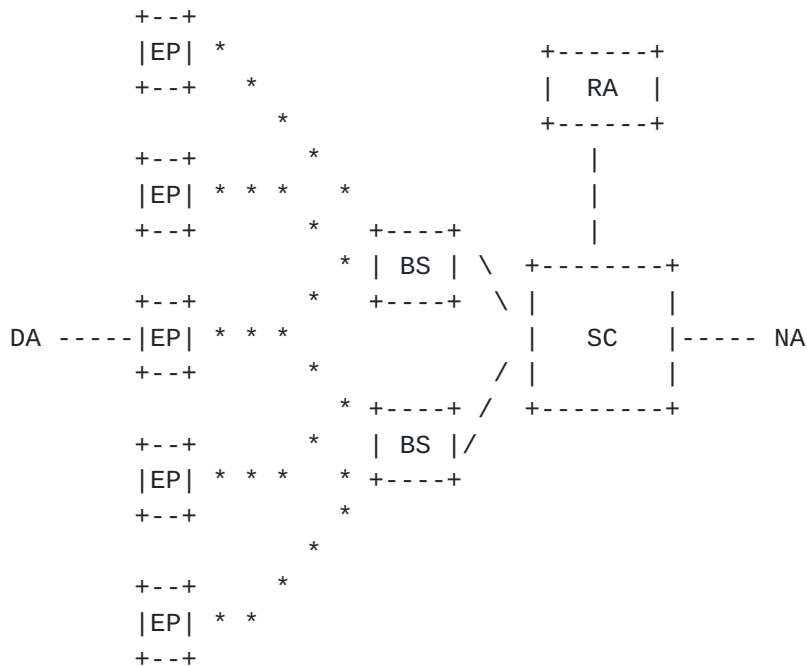 +--+
|EP| *                    +------+
+--+   *                  |  RA  |
         *                +------+
+--+       *                 |
|EP| * * *   *               |
+--+       *   +----+        |
             * | BS | \  +--------+
+--+       *   +----+  \ |        |
DA -----|EP| * * *                |   SC   |----- NA
+--+       *           / |        |
             * +----+ /  +--------+
+--+       *   | BS |/
|EP| * * *   * +----+
+--+         *
           *
+--+     *
|EP| * *
+--+